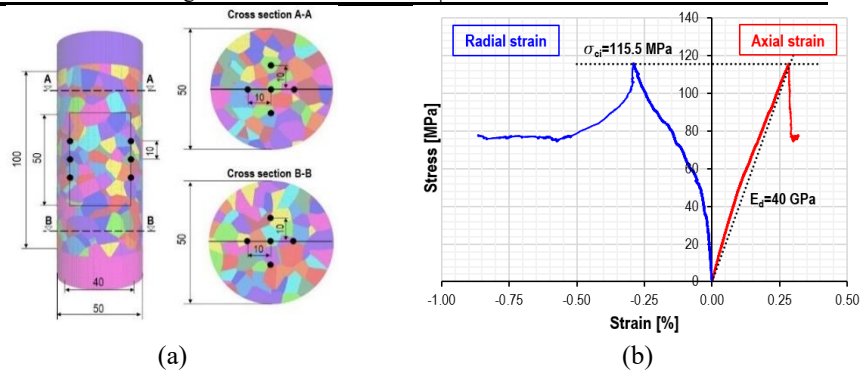 Cross section A-A
A
A
100
50
10
B
B
40
50
50
10
10
Cross section B-B
50
10
10
(a)
140
120
100
80
60
40
20
0
Stress [MPa]
Radial strain
Axial strain
σci=115.5 MPa
Ed=40 GPa
-1.00 -0.75 -0.50 -0.25 0.00 0.25 0.50
Strain [%]
(b)